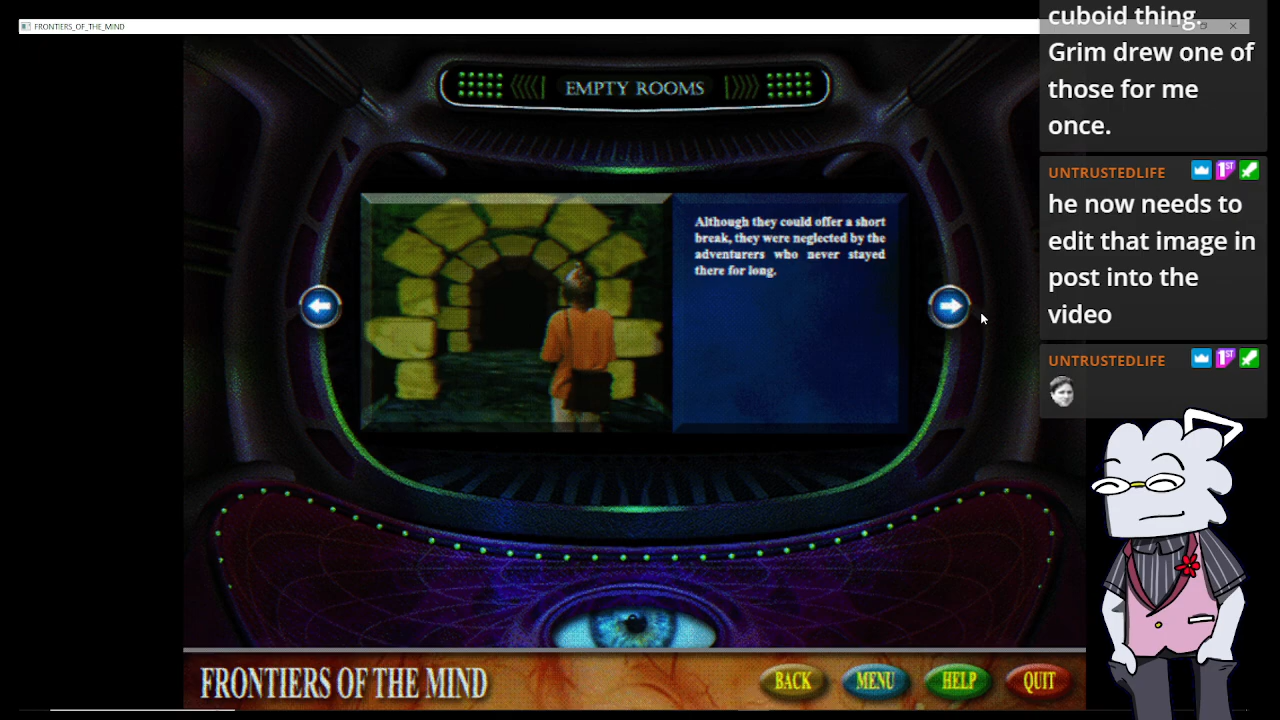 FRONTIERS_OF_THE_MIND
EMPTY ROOMS
Although they could offer a short
break, they were neglected by the
adventurers who never stayed
there for long.
FRONTIERS OF THE MIND
BACK
MENU
HELP
QUIT
cuboid thing.
Grim drew one of
those for me
once.
UNTRUSTEDLIFE
1ST
he now needs to
edit that image in
post into the
video
UNTRUSTEDLIFE
1ST